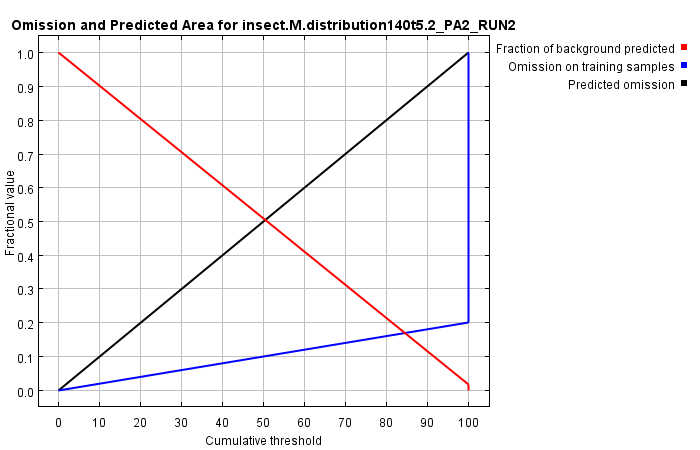 Omission and Predicted Area for insect.M.distribution140t5.2_PA2_RUN2
Fraction of background predicted
Omission on training samples
Predicted omission
Fractional value
1.0
0.9
0.8
0.7
0.6
0.5
0.4
0.3
0.2
0.1
0.0
0 10 20 30 40 50 60 70 80 90 100
Cumulative threshold